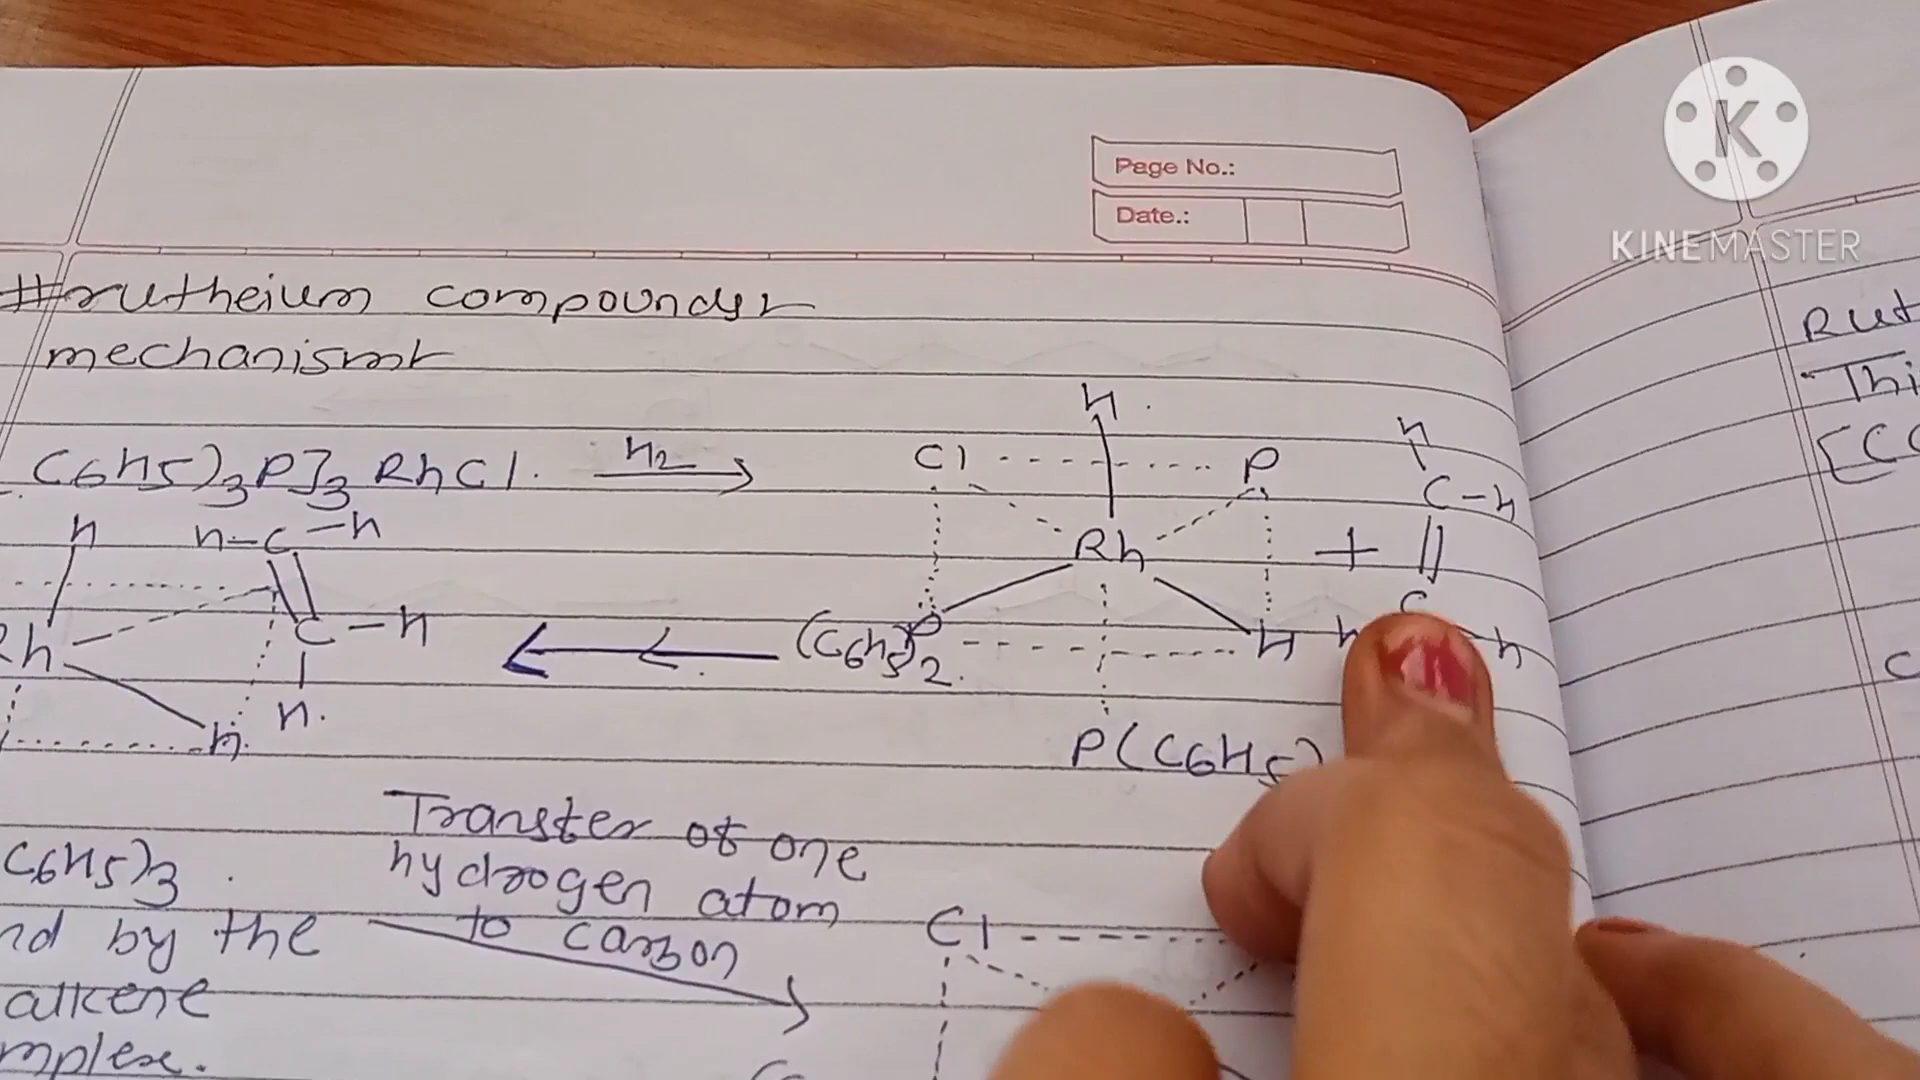 Page No.:
Date.:
K
KINEMASTER
#rutheium compounds
mechanism
C6H5)3P]3 RhCl. H2
H
Cl P
Rh
(C6H5)2 P H
P(C6H5)
+
H
C-H
||
C
H H
H
H-C-H
C-H
H
Rh
H
C6H5)3
nd by the
alkene
mplex.
Transfer of one
hydrogen atom
to carbon
Cl
Rut
Thi
[CC
C